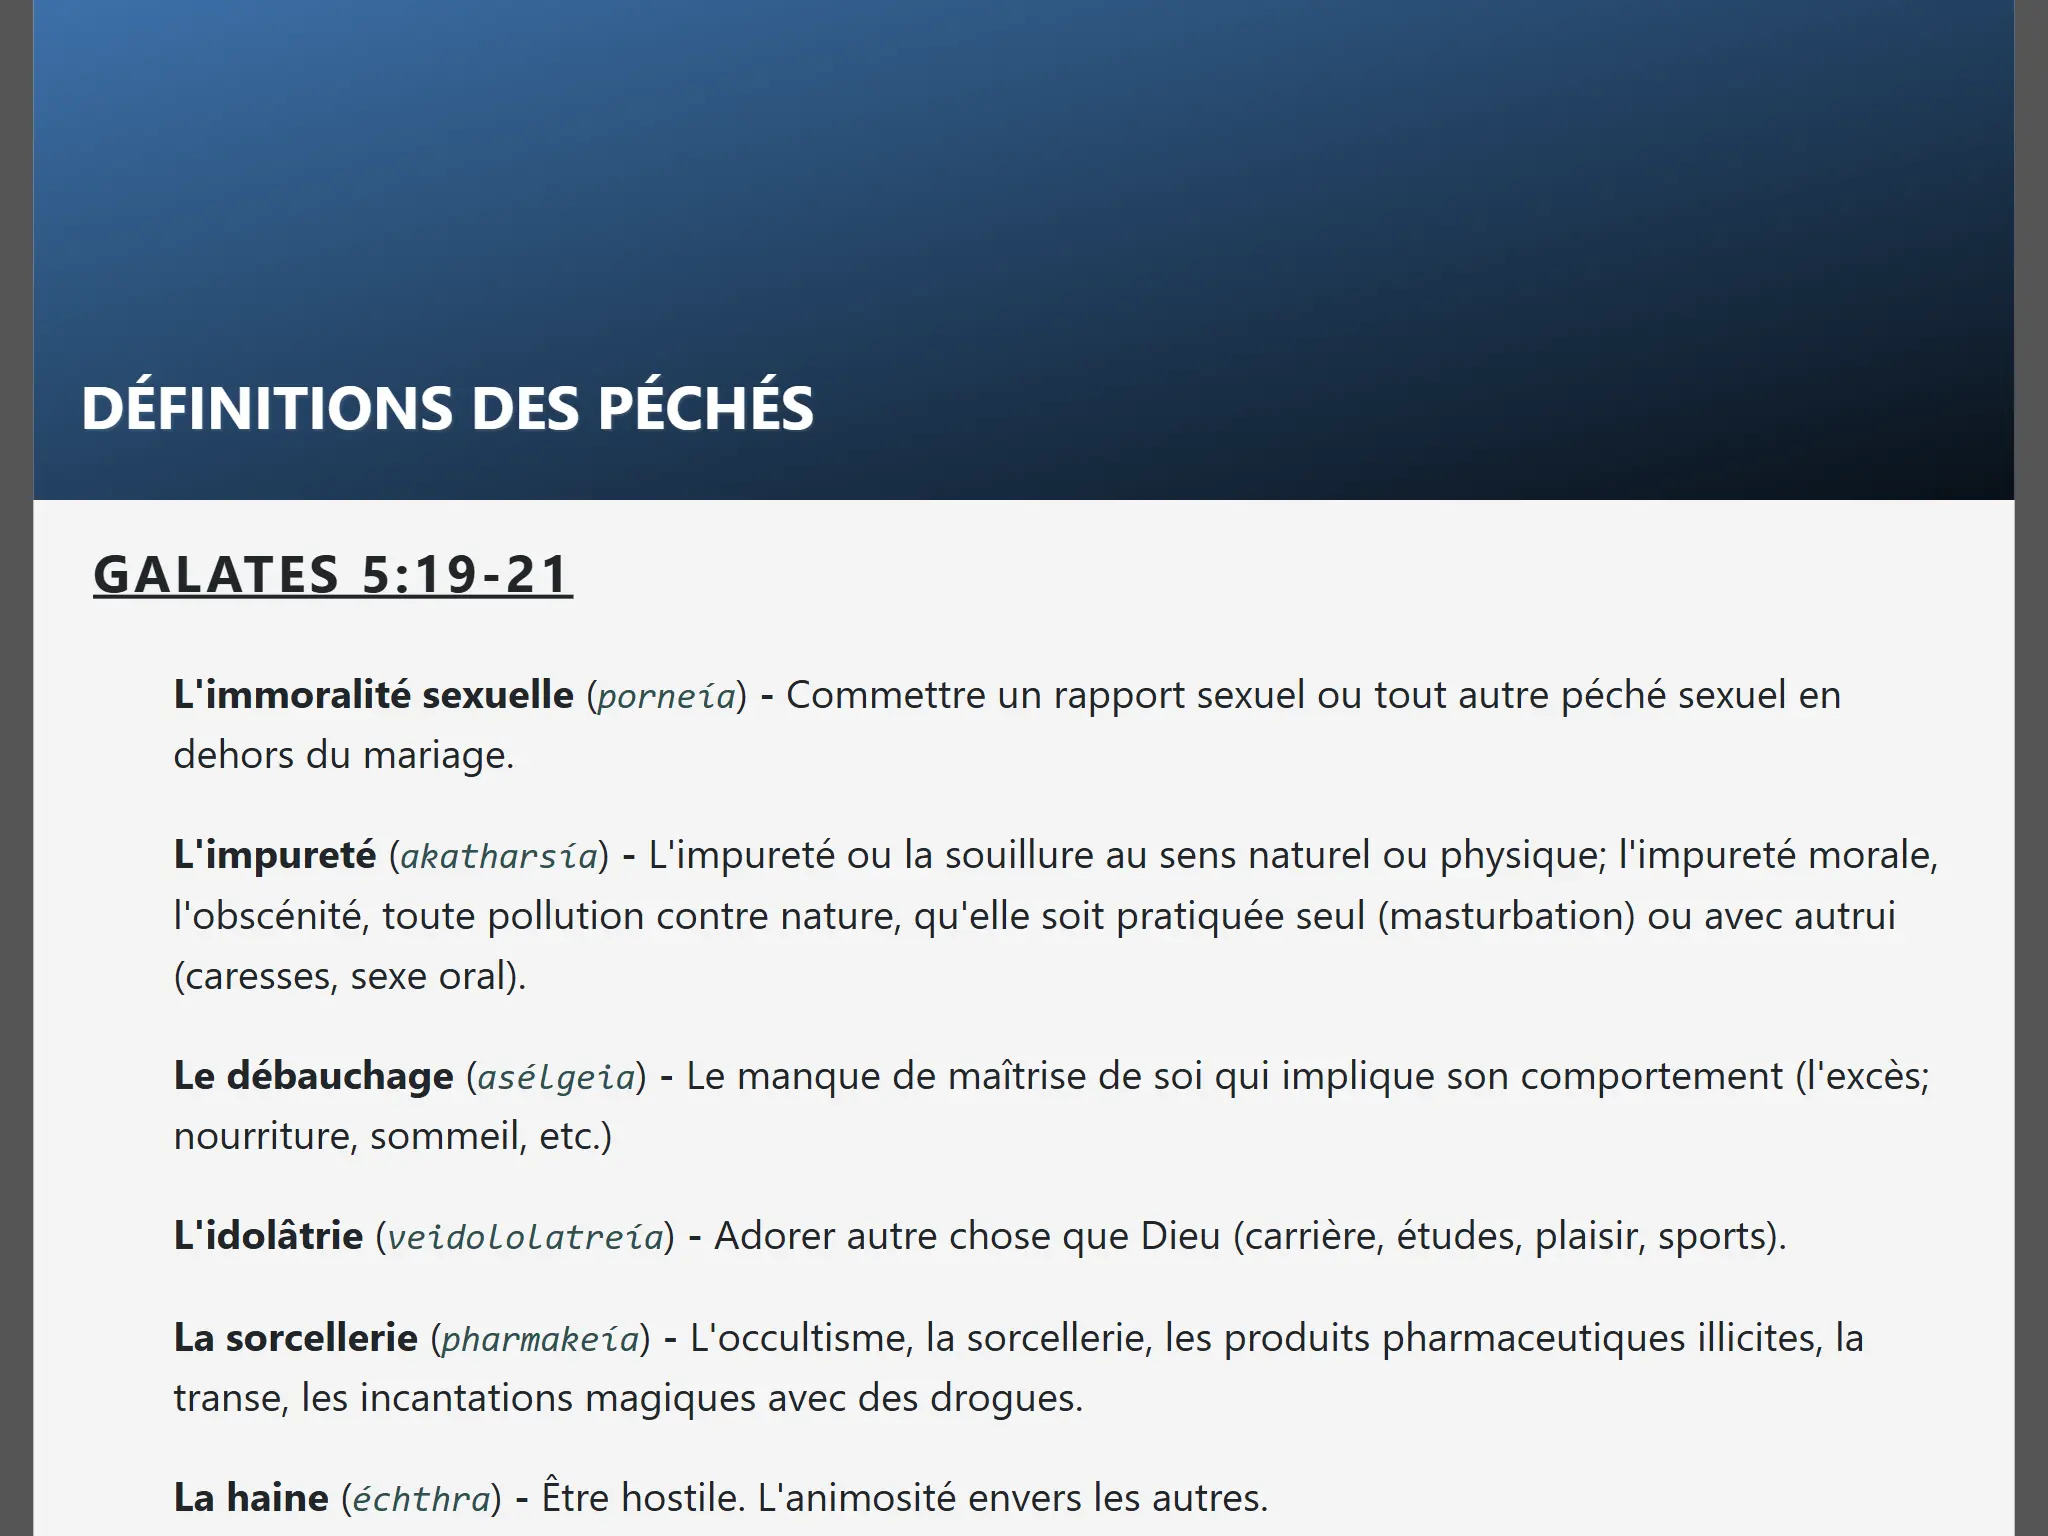 DÉFINITIONS DES PÉCHÉS
GALATES 5:19-21
L'immoralité sexuelle (porneía) - Commettre un rapport sexuel ou tout autre péché sexuel en
dehors du mariage.
L'impureté (akatharsía) - L'impureté ou la souillure au sens naturel ou physique; l'impureté morale,
l'obscénité, toute pollution contre nature, qu'elle soit pratiquée seul (masturbation) ou avec autrui
(caresses, sexe oral).
Le débauchage (asélgeia) - Le manque de maîtrise de soi qui implique son comportement (l'excès;
nourriture, sommeil, etc.)
L'idolâtrie (veidololatreía) - Adorer autre chose que Dieu (carrière, études, plaisir, sports).
La sorcellerie (pharmakeía) - L'occultisme, la sorcellerie, les produits pharmaceutiques illicites, la
transe, les incantations magiques avec des drogues.
La haine (échthra) - Être hostile. L'animosité envers les autres.